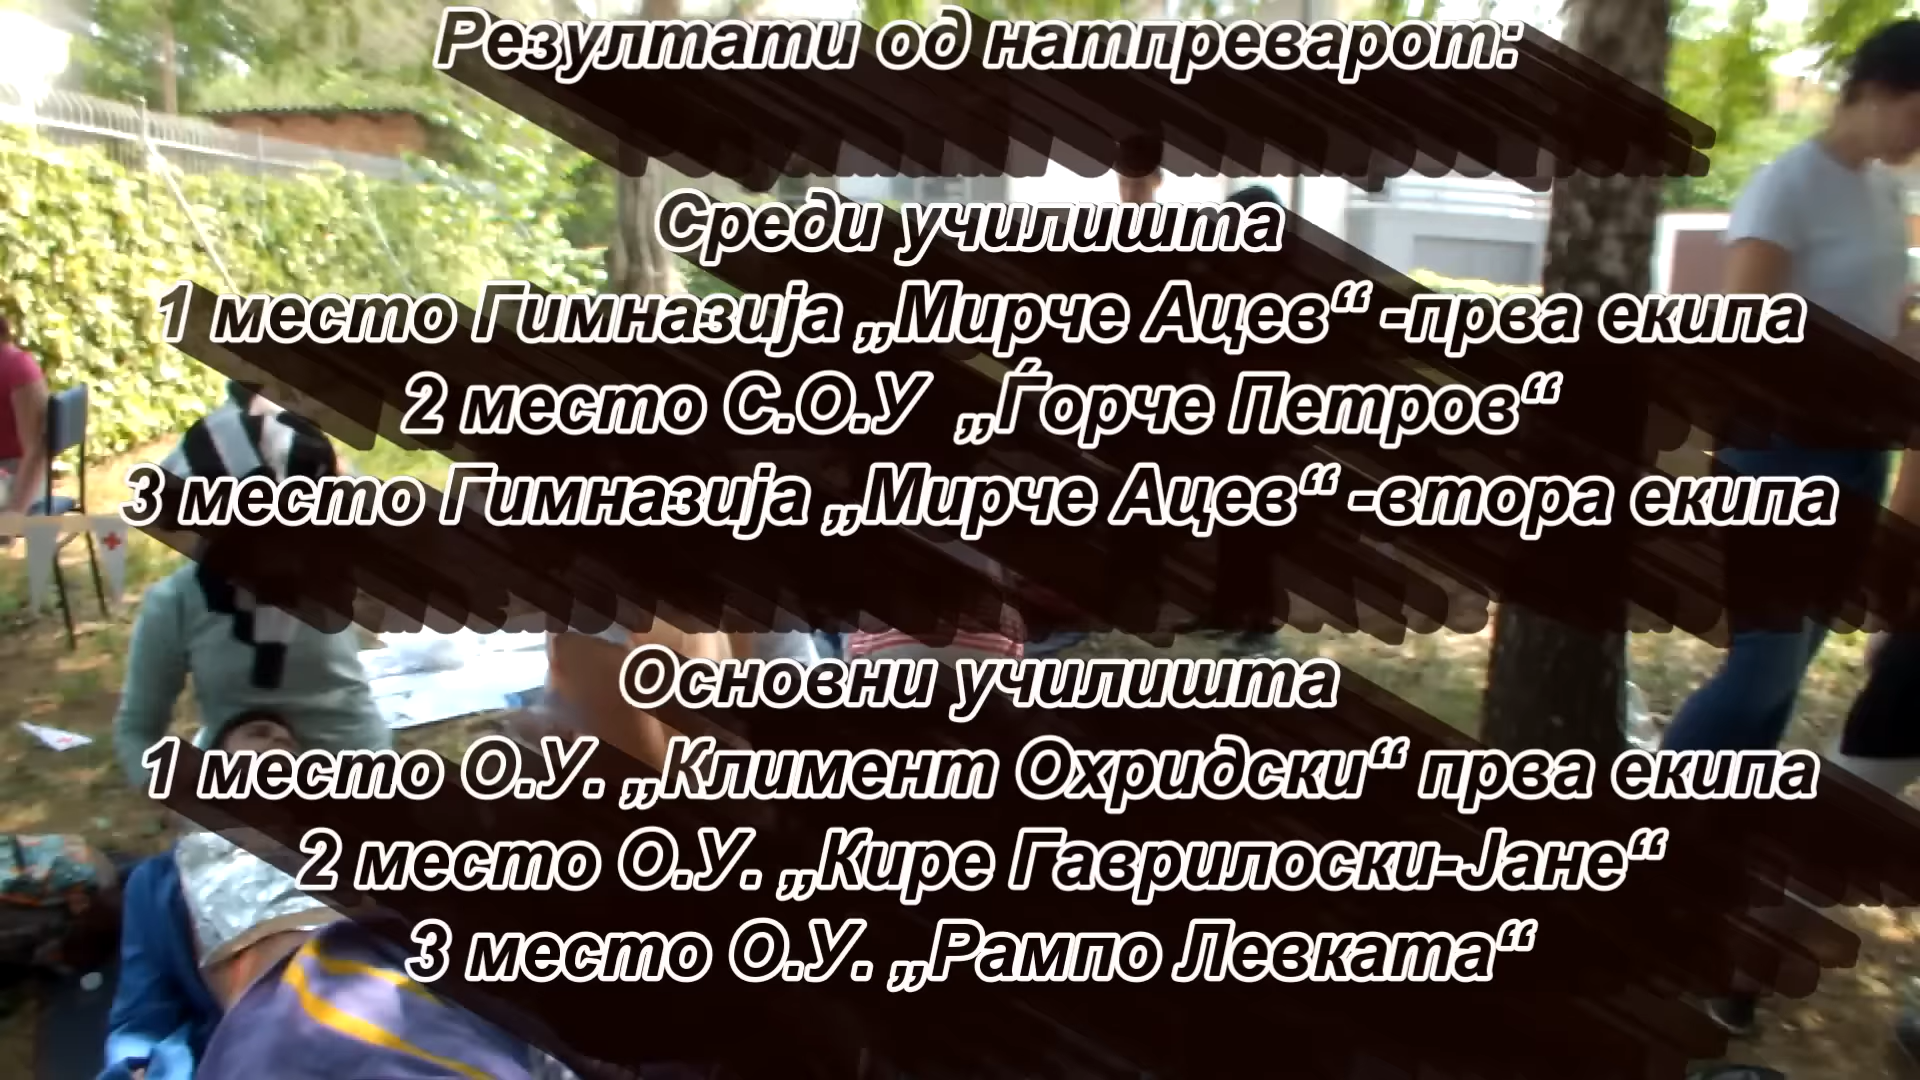 Резултати од натпреварот:
Среди училишта
1 место Гимназија „Мирче Ацев“ -прва екипа
2 место С.О.У „Ѓорче Петров“
3 место Гимназија „Мирче Ацев“ -втора екипа
Основни училишта
1 место О.У. „Климент Охридски“ прва екипа
2 место О.У. „Кире Гаврилоски-Јане“
3 место О.У. „Рампо Левката“